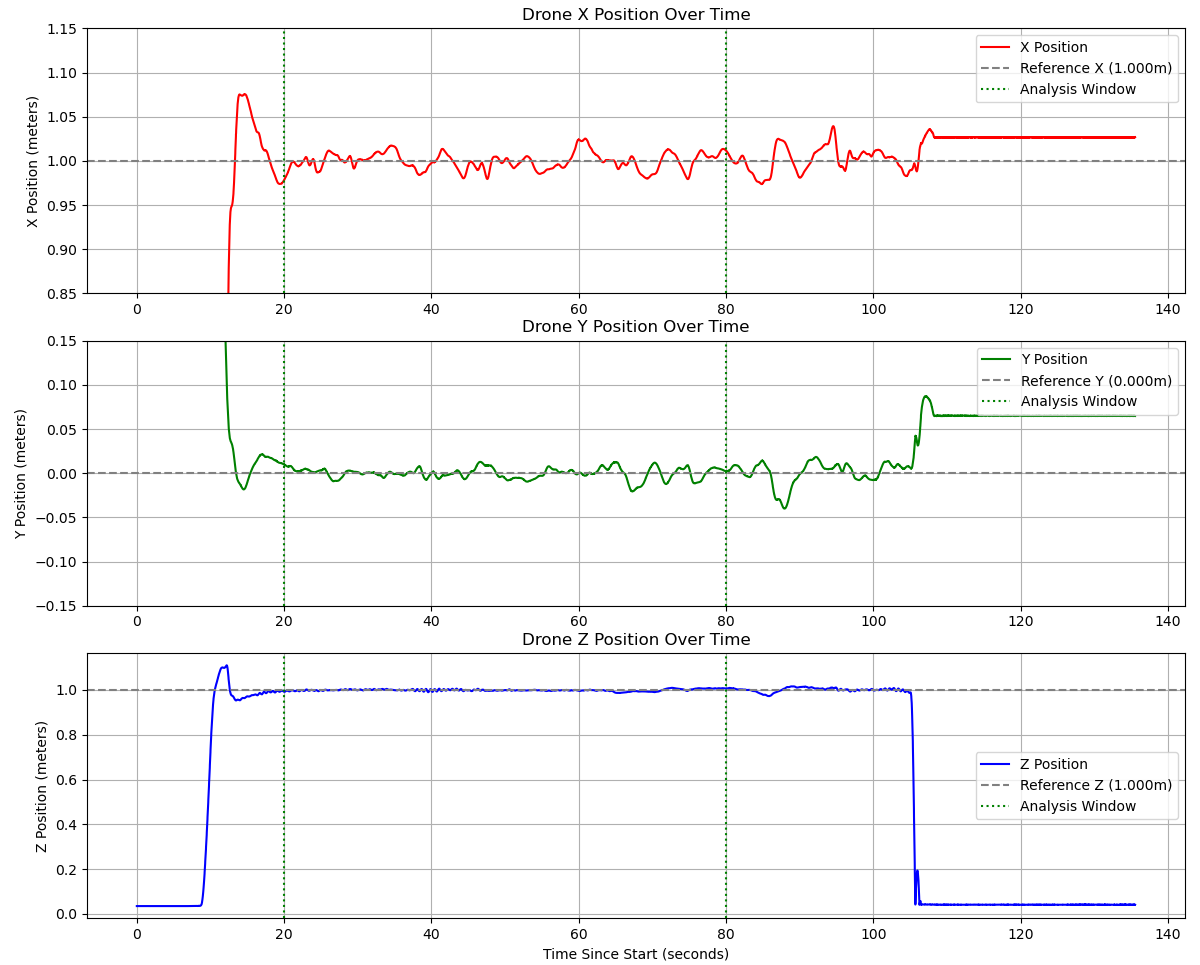 Drone X Position Over Time
X Position (meters)
1.15
1.10
1.05
1.00
0.95
0.90
0.85
X Position
Reference X (1.000m)
Analysis Window
0 20 40 60 80 100 120 140
Drone Y Position Over Time
Y Position (meters)
0.15
0.10
0.05
0.00
−0.05
−0.10
−0.15
Y Position
Reference Y (0.000m)
Analysis Window
0 20 40 60 80 100 120 140
Drone Z Position Over Time
Z Position (meters)
1.0
0.8
0.6
0.4
0.2
0.0
Z Position
Reference Z (1.000m)
Analysis Window
0 20 40 60 80 100 120 140
Time Since Start (seconds)